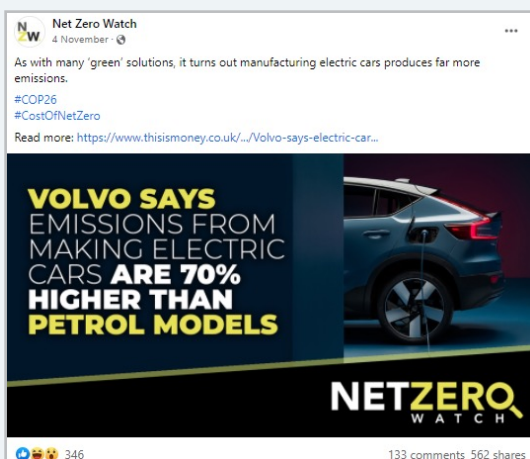 N
ZW
Net Zero Watch
4 November ·
As with many ‘green’ solutions, it turns out manufacturing electric cars produces far more
emissions.
#COP26
#CostOfNetZero
Read more: https://www.thisismoney.co.uk/.../Volvo-says-electric-car...
VOLVO SAYS
EMISSIONS FROM
MAKING ELECTRIC
CARS ARE 70%
HIGHER THAN
PETROL MODELS
NETZERO
WATCH
346
133 comments 562 shares